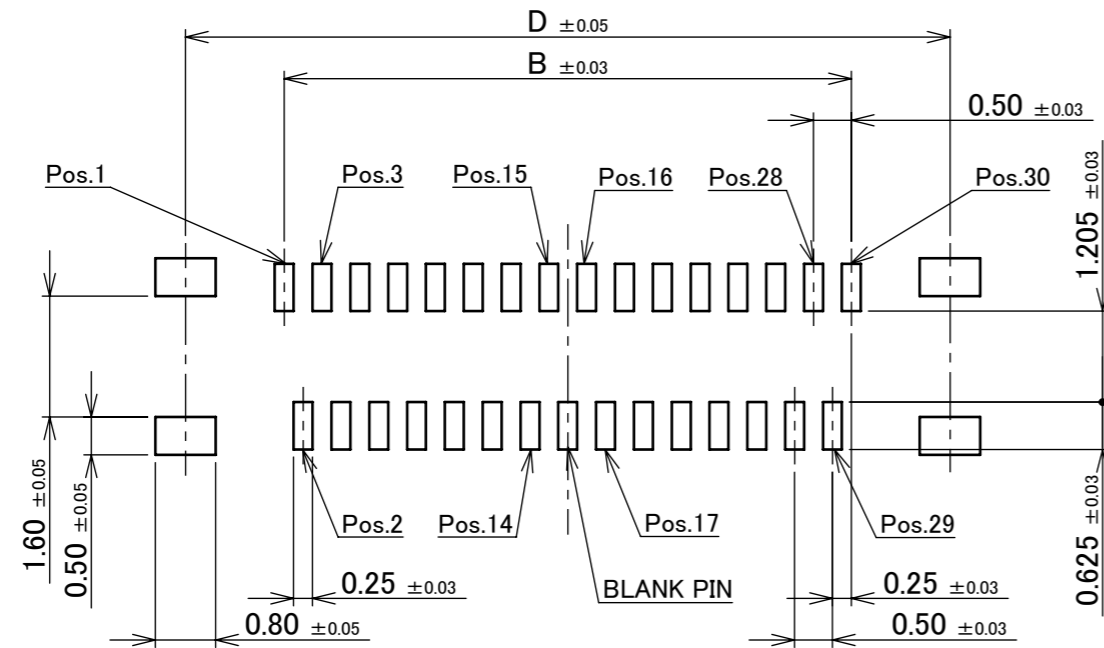 D ±0.05
B ±0.03
0.50 ±0.03
Pos.1
Pos.3
Pos.15
Pos.16
Pos.28
Pos.30
1.205 ±0.03
1.60 ±0.05
0.50 ±0.05
Pos.2
Pos.14
Pos.17
Pos.29
0.625 ±0.03
0.25 ±0.03
BLANK PIN
0.25 ±0.03
0.80 ±0.05
0.50 ±0.03